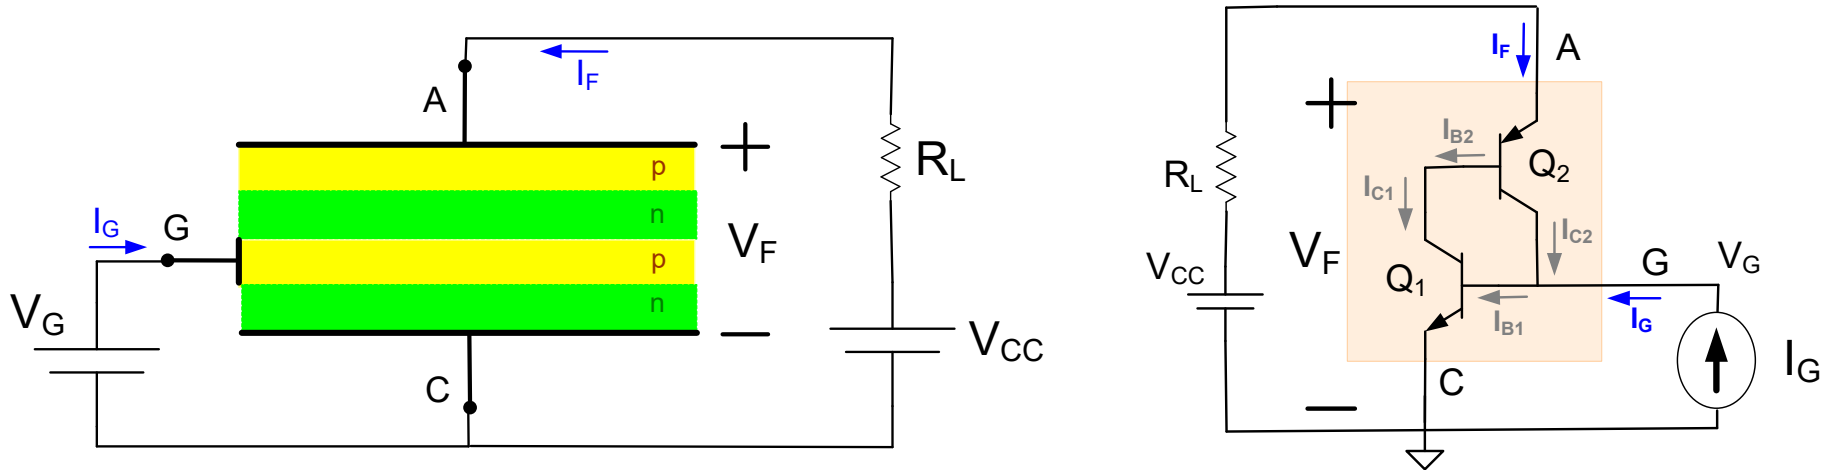 I_F
A
+
p
n
p
n
R_L
I_G
G
V_F
V_G
−
V_CC
C
I_F
A
+
I_B2
Q_2
R_L
I_C1
I_C2
V_F
V_CC
Q_1
G
V_G
I_B1
I_G
C
I_G
−